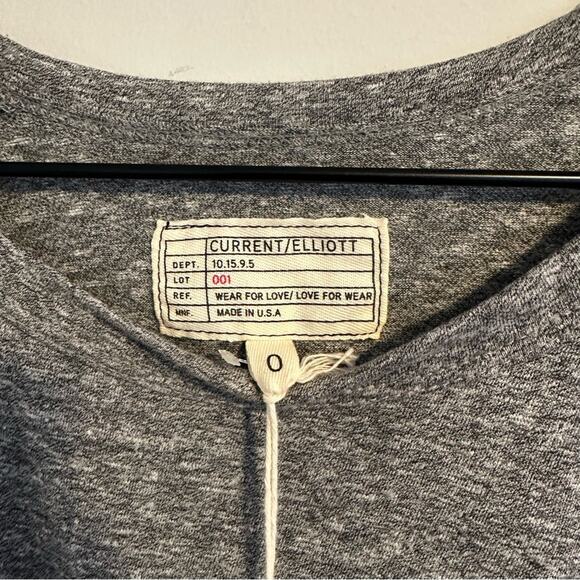 CURRENT/ELLIOTT
DEPT. 10.15.9.5
LOT 001
REF. WEAR FOR LOVE/ LOVE FOR WEAR
MNF. MADE IN U.S.A
0